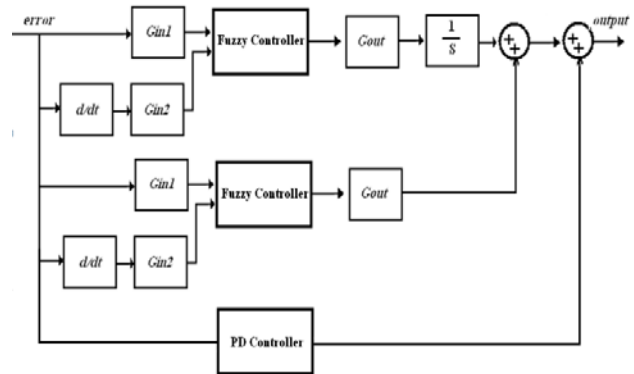 error
Gin1
Fuzzy Controller
Gout
1
S
+
+
+
+
output
d/dt
Gin2
Gin1
Fuzzy Controller
Gout
d/dt
Gin2
PD Controller